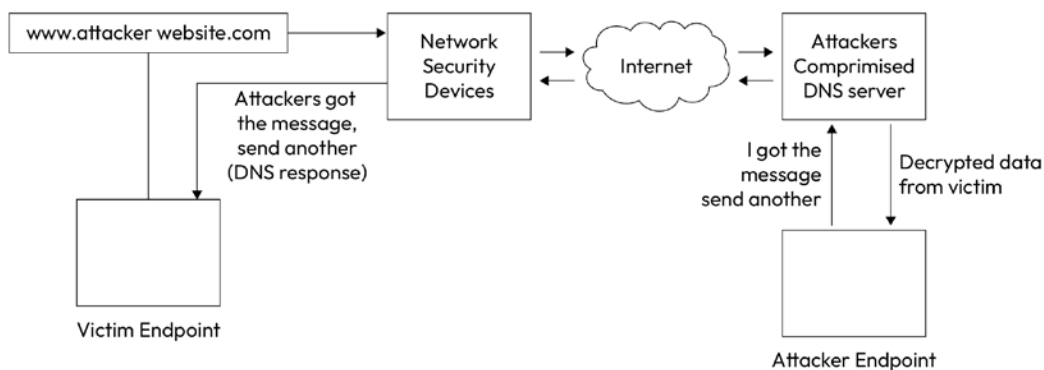 www.attacker website.com
Network
Security
Devices
Internet
Attackers
Comprimised
DNS server
Attackers got
the message,
send another
(DNS response)
I got the
message
send another
Decrypted data
from victim
Victim Endpoint
Attacker Endpoint